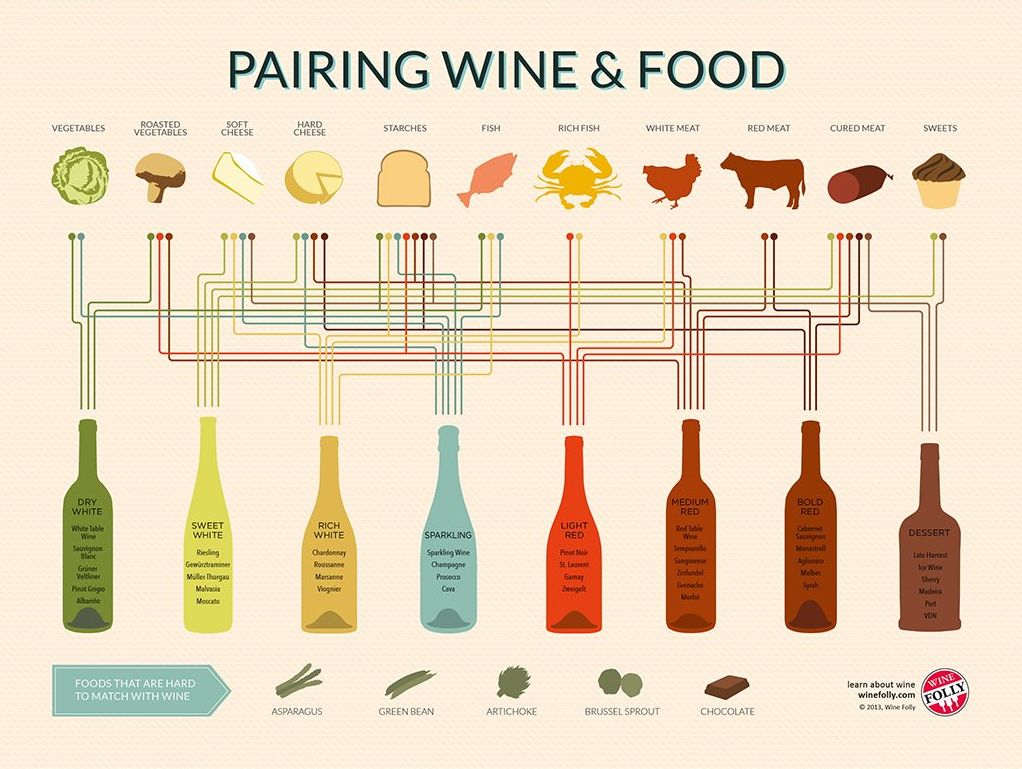 PAIRING WINE & FOOD
VEGETABLES
ROASTED
VEGETABLES
SOFT
CHEESE
HARD
CHEESE
STARCHES
FISH
RICH FISH
WHITE MEAT
RED MEAT
CURED MEAT
SWEETS
DRY
WHITE
White Table
Wine
Sauvignon
Blanc
Grüner
Veltliner
Pinot Grigio
Albariño
SWEET
WHITE
Riesling
Gewürztraminer
Müller-Thurgau
Malvasia
Moscato
RICH
WHITE
Chardonnay
Roussanne
Marsanne
Viognier
SPARKLING
Sparkling Wine
Champagne
Prosecco
Cava
LIGHT
RED
Pinot Noir
St. Laurent
Gamay
Zweigelt
MEDIUM
RED
Red Table
Wine
Tempranillo
Sangiovese
Zinfandel
Grenache
Merlot
BOLD
RED
Cabernet
Sauvignon
Monastrell
Aglianico
Malbec
Syrah
DESSERT
Late Harvest
Ice Wine
Sherry
Madeira
Port
VDN
FOODS THAT ARE HARD
TO MATCH WITH WINE
ASPARAGUS
GREEN BEAN
ARTICHOKE
BRUSSEL SPROUT
CHOCOLATE
learn about wine
winefolly.com
© 2013, Wine Folly
WINE
FOLLY